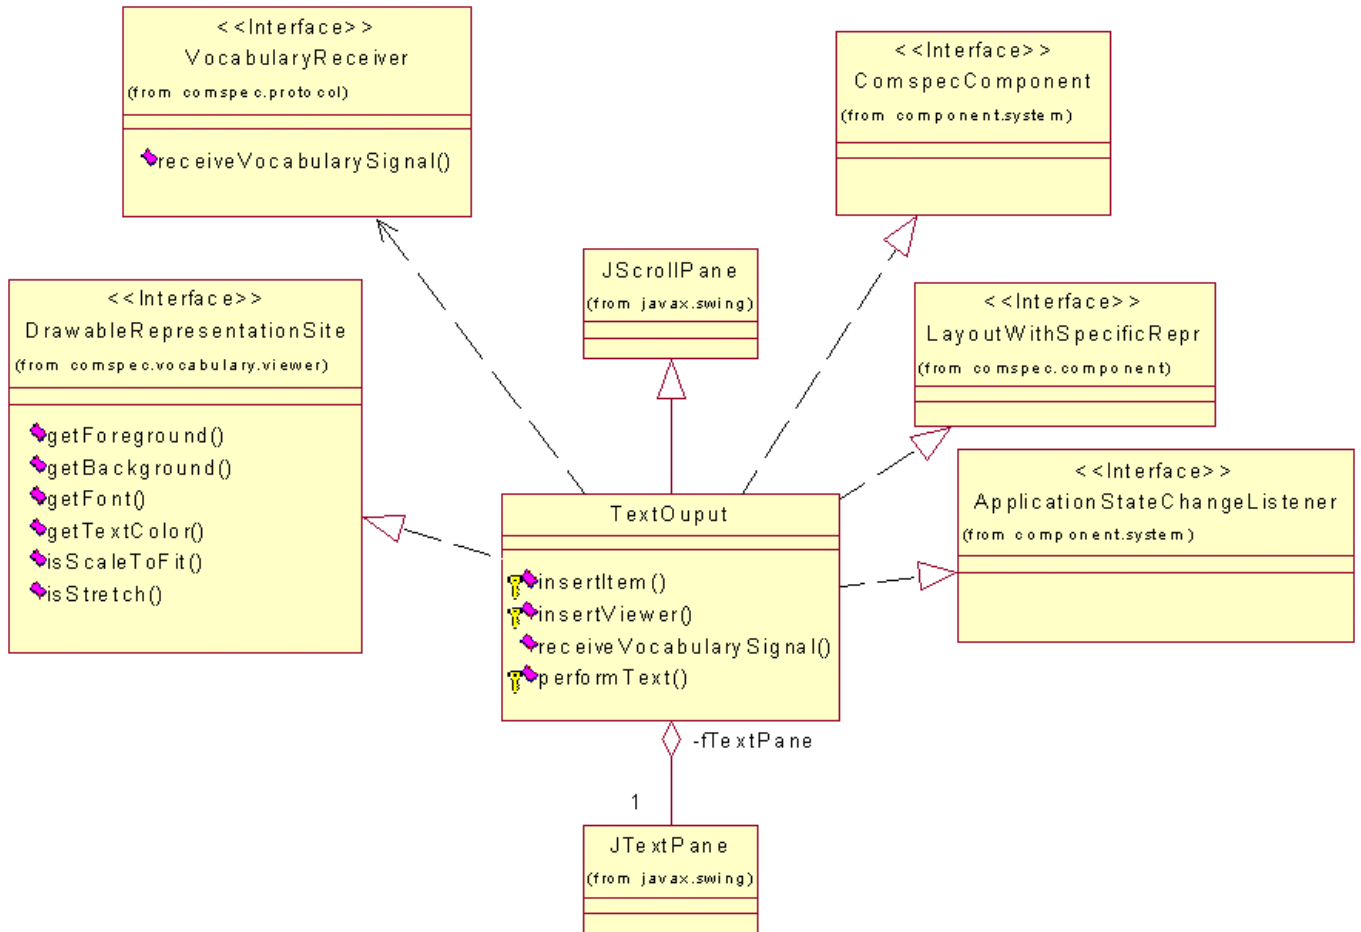 <<Interface>>
VocabularyReceiver
(from comspec.protocol)
receiveVocabularySignal()
<<Interface>>
ComspecComponent
(from component.system)
JScrollPane
(from javax.swing)
<<Interface>>
DrawableRepresentationSite
(from comspec.vocabulary.viewer)
getForeground()
getBackground()
getFont()
getTextColor()
isScaleToFit()
isStretch()
<<Interface>>
LayoutWithSpecificRepr
(from comspec.component)
<<Interface>>
ApplicationStateChangeListener
(from component.system)
TextOuput
insertItem()
insertViewer()
receiveVocabularySignal()
performText()
-fTextPane
1
JTextPane
(from javax.swing)